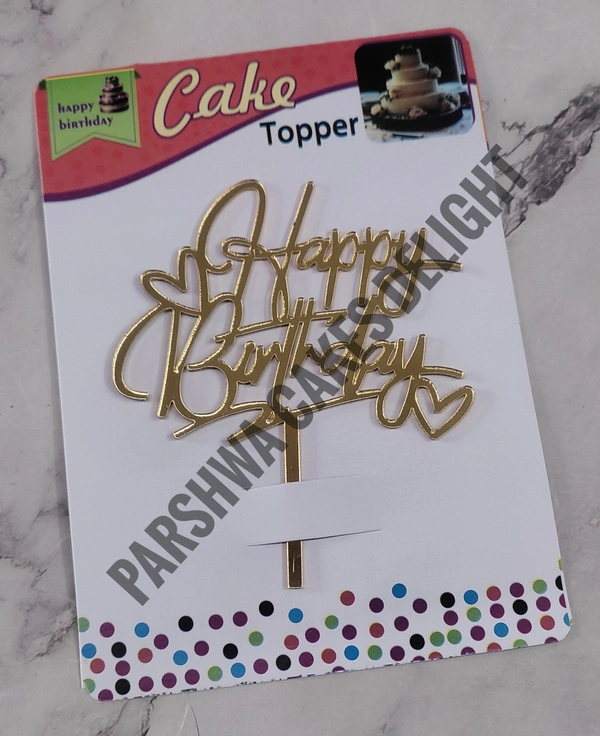 happy
birthday
Cake
Topper
Happy
Birthday
PARSHWA CAKES DELIGHT